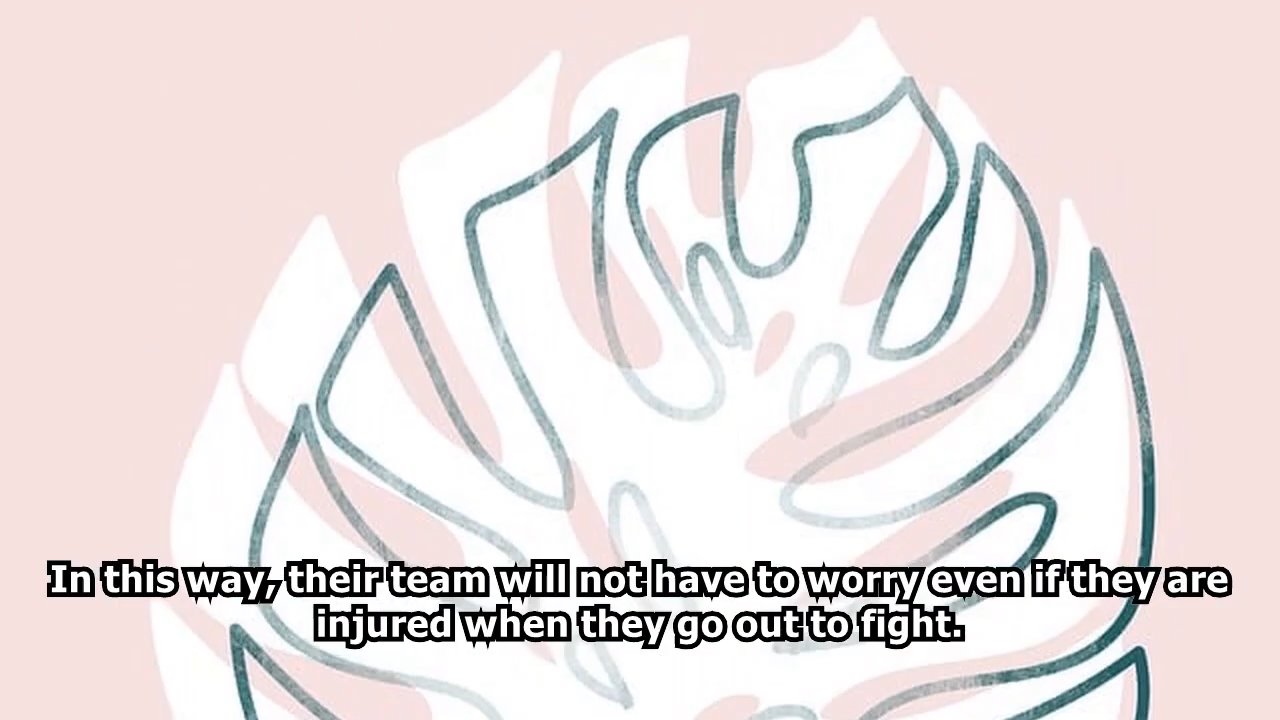 In this way, their team will not have to worry even if they are
injured when they go out to fight.